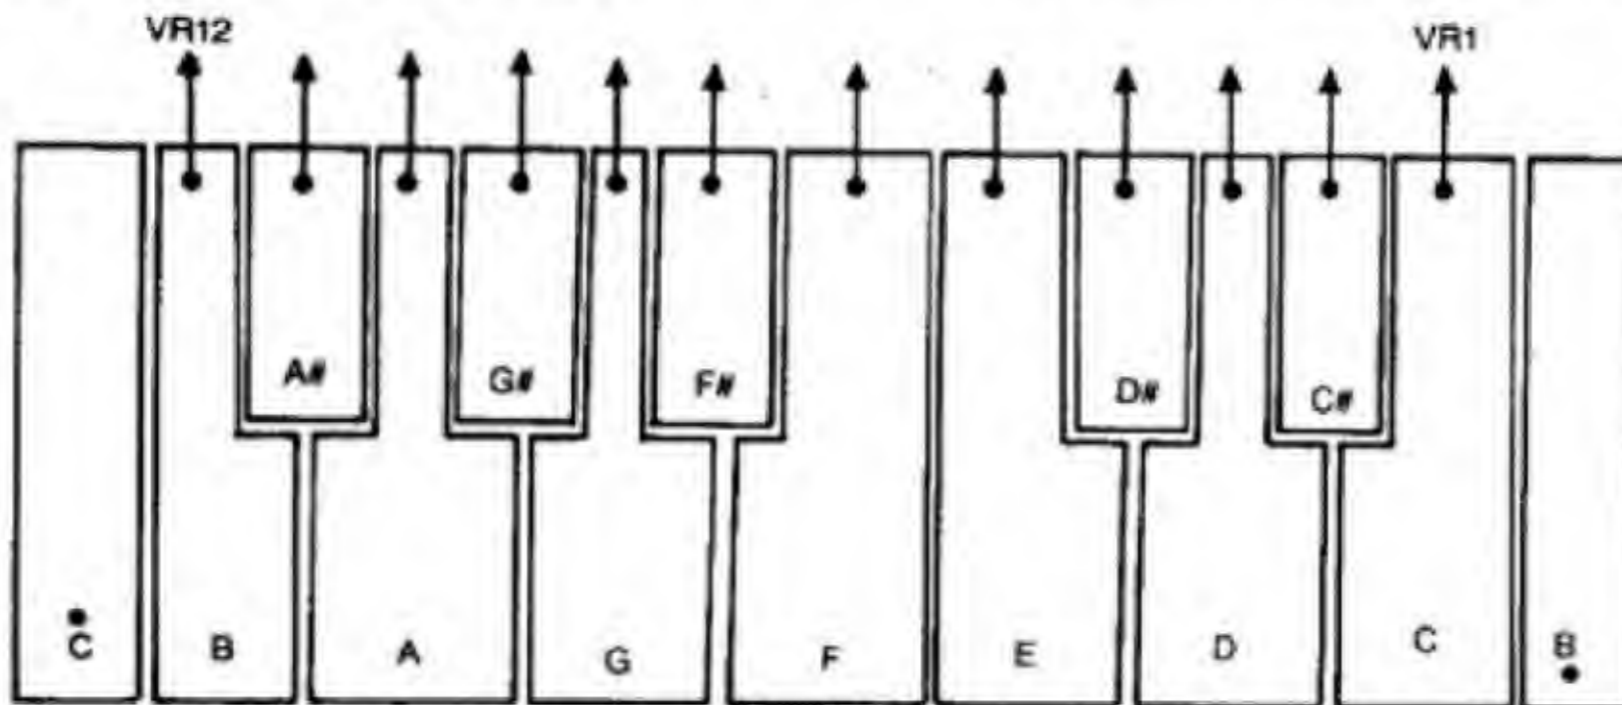 VR12 VR1
A# G# F# D# C#
Ċ B A G F E D C Ḅ